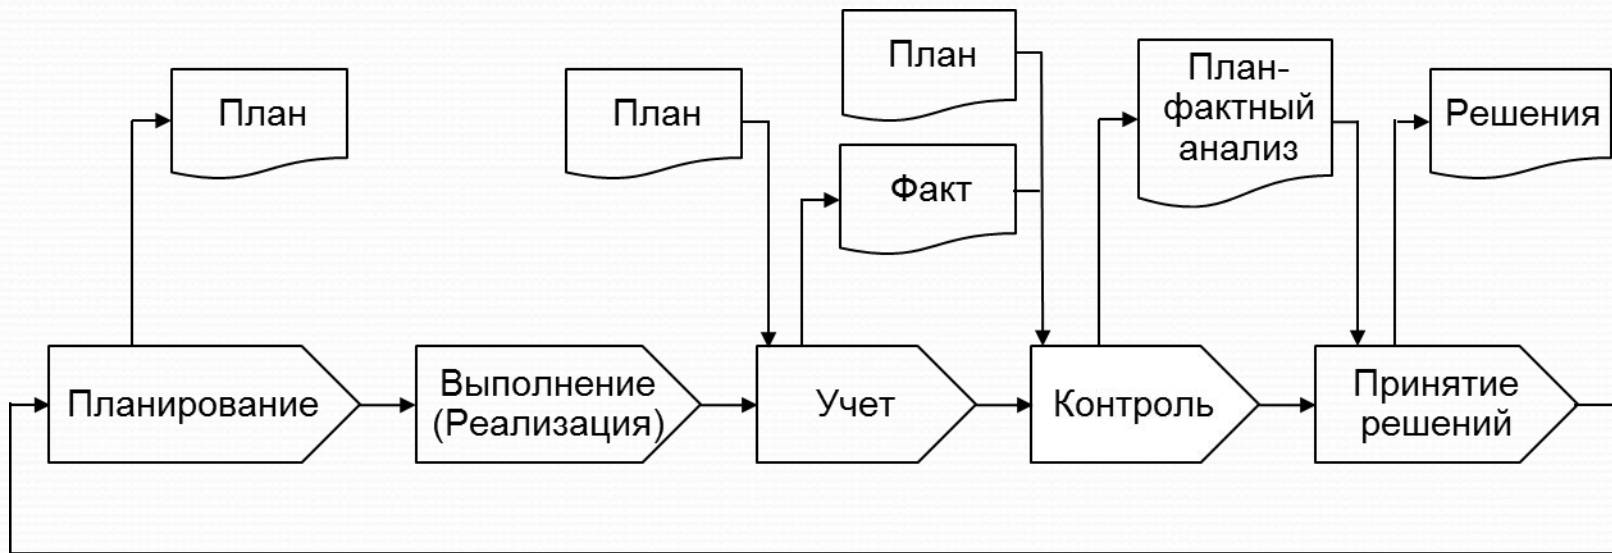 План
План
План
Факт
План-
фактный
анализ
Решения
Планирование
Выполнение
(Реализация)
Учет
Контроль
Принятие
решений